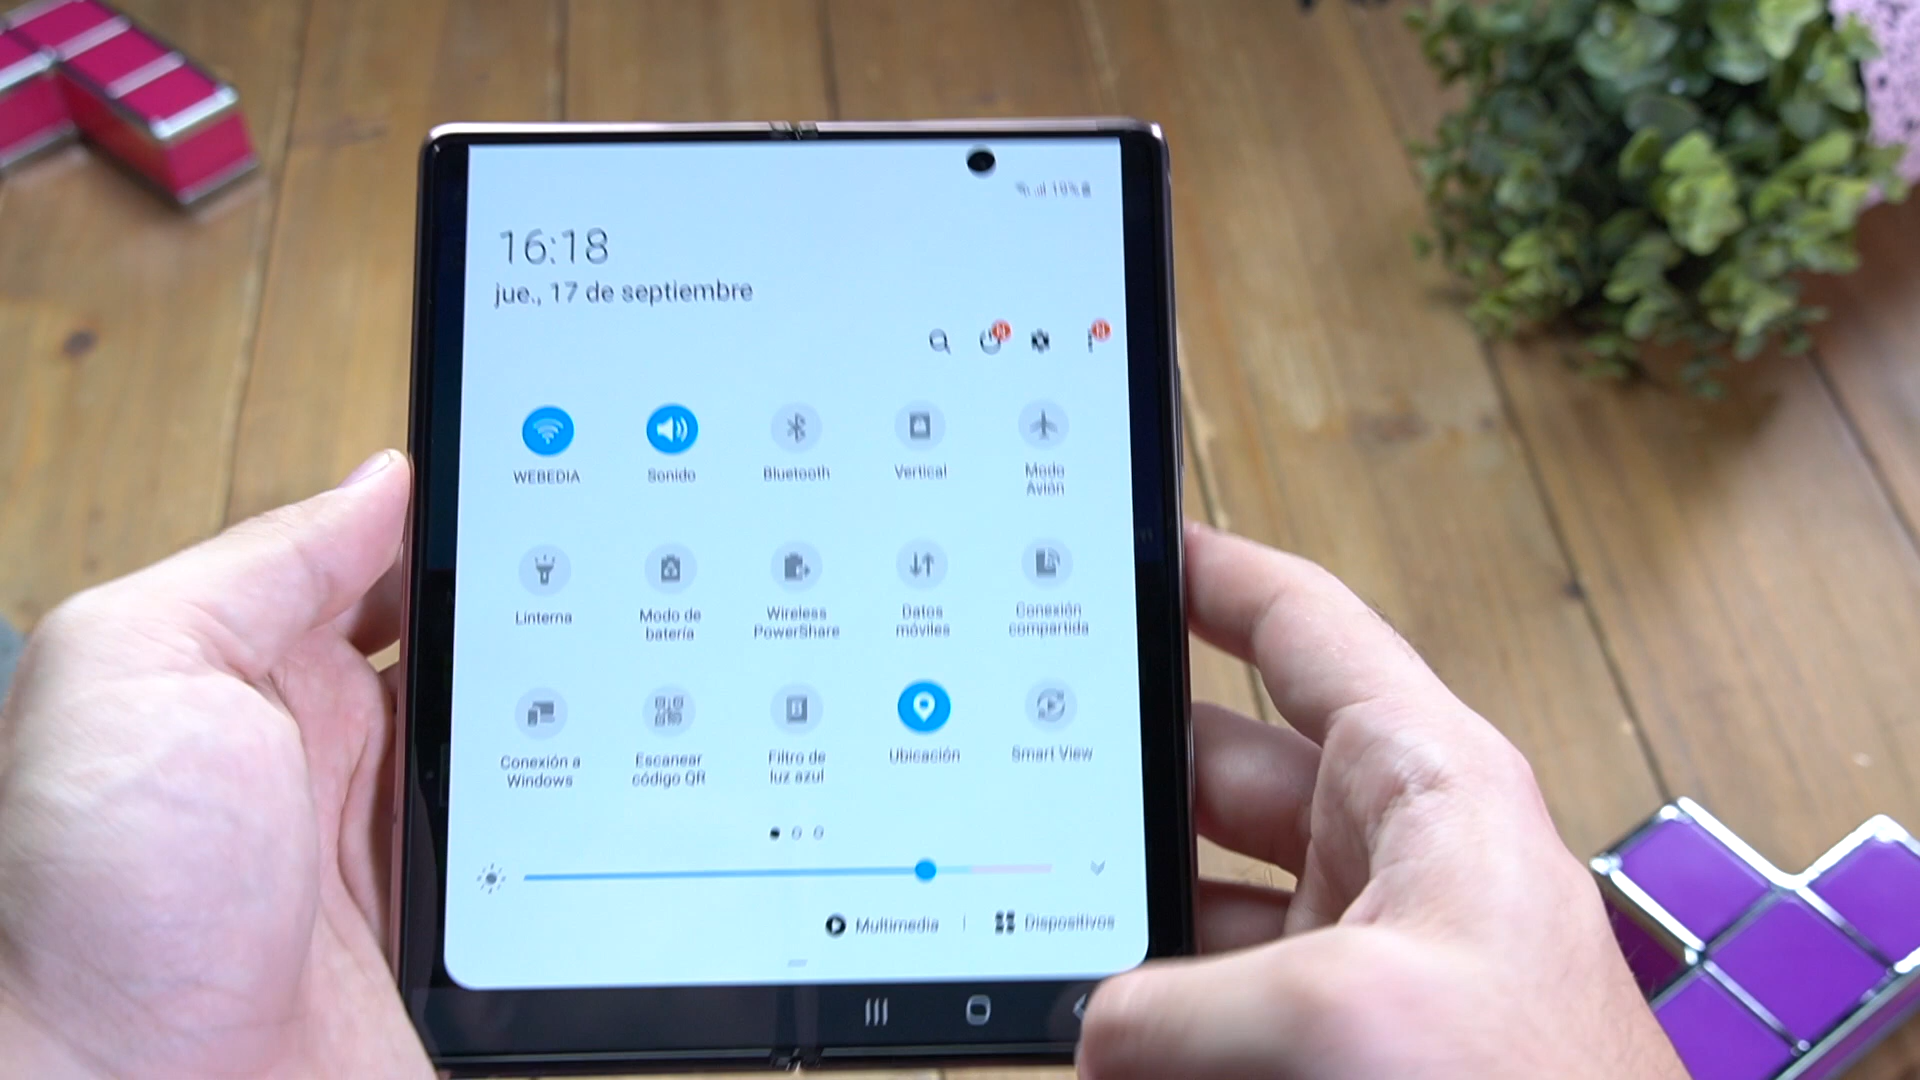 19%
16:18
jue., 17 de septiembre
WEBEDIA
Sonido
Bluetooth
Vertical
Modo
Avión
Linterna
Modo de
batería
Wireless
PowerShare
Datos
móviles
Conexión
compartida
Conexión a
Windows
Escanear
código QR
Filtro de
luz azul
Ubicación
Smart View
Multimedia
Dispositivos